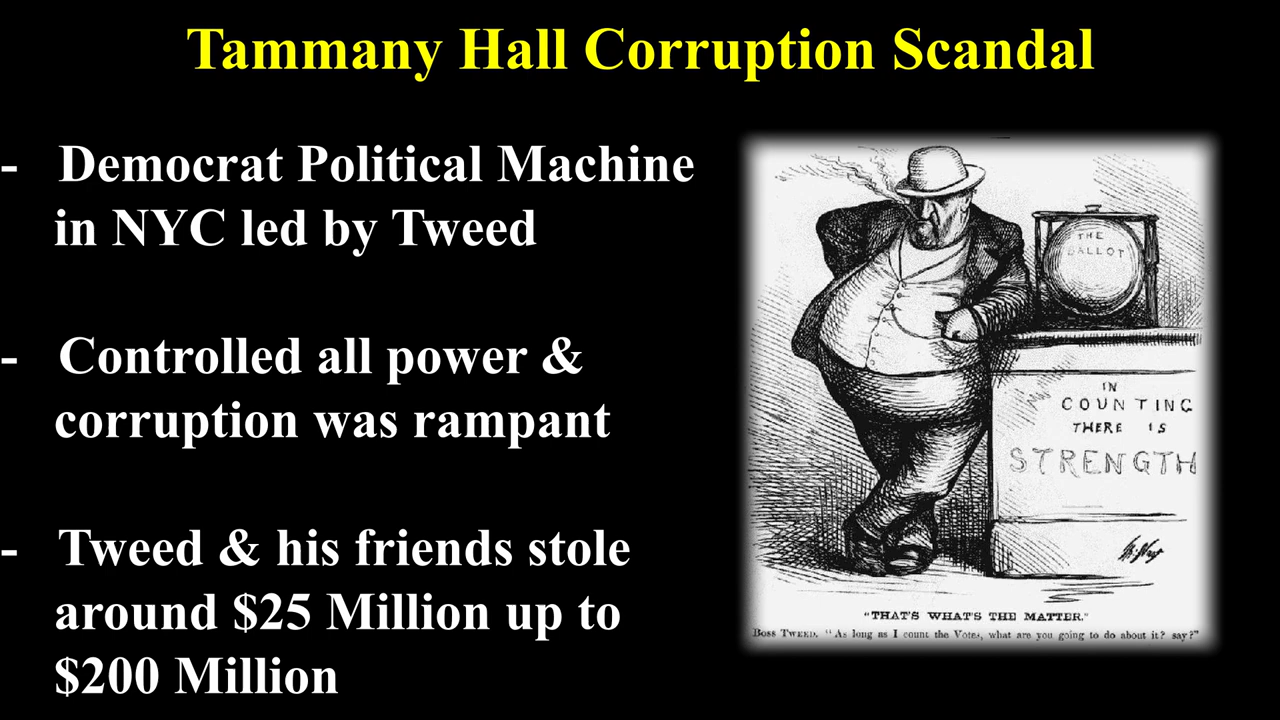 Tammany Hall Corruption Scandal
- Democrat Political Machine
in NYC led by Tweed
- Controlled all power &
corruption was rampant
- Tweed & his friends stole
around $25 Million up to
$200 Million
THE
BALLOT
IN
COUNTING
THERE IS
STRENGTH
Th. Nast
"THAT'S WHAT'S THE MATTER."
BOSS TWEED. "As long as I count the Votes, what are you going to do about it? say?"